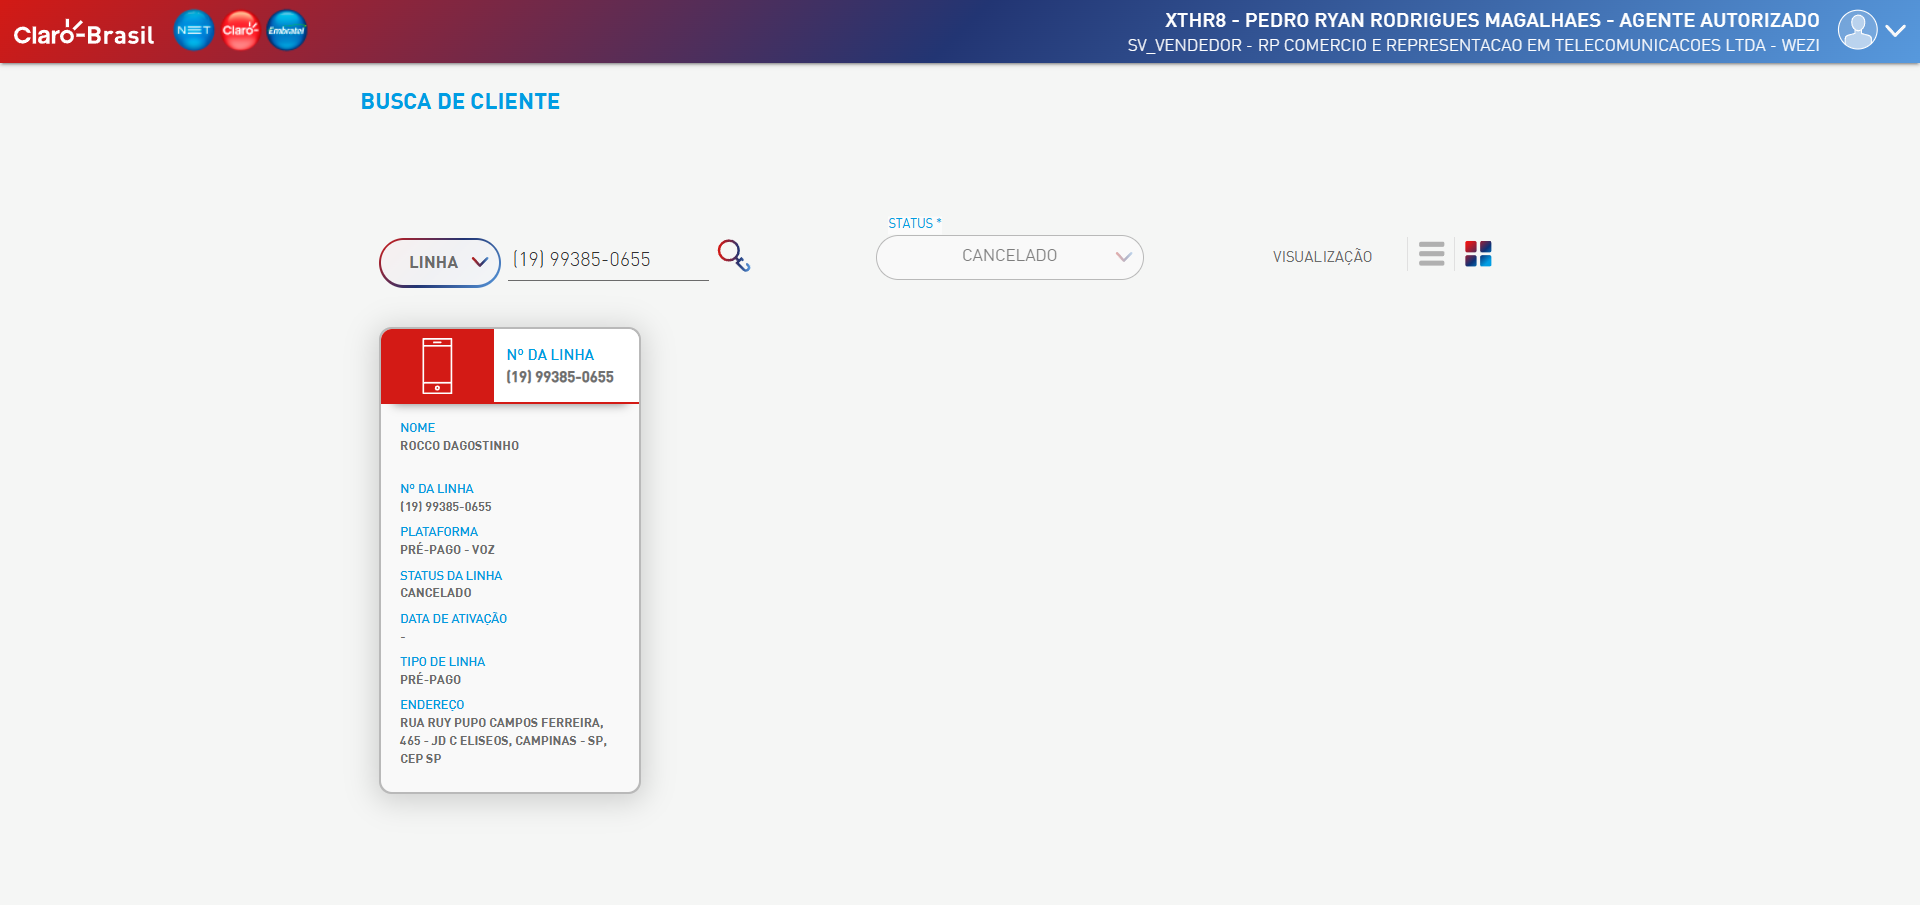 Claro-Brasil
NET
Claro
Embratel
XTHR8 - PEDRO RYAN RODRIGUES MAGALHAES - AGENTE AUTORIZADO
SV_VENDEDOR - RP COMERCIO E REPRESENTACAO EM TELECOMUNICACOES LTDA - WEZI
BUSCA DE CLIENTE
LINHA
(19) 99385-0655
STATUS *
CANCELADO
VISUALIZAÇÃO
Nº DA LINHA
(19) 99385-0655
NOME
ROCCO DAGOSTINHO
Nº DA LINHA
(19) 99385-0655
PLATAFORMA
PRÉ-PAGO - VOZ
STATUS DA LINHA
CANCELADO
DATA DE ATIVAÇÃO
-
TIPO DE LINHA
PRÉ-PAGO
ENDEREÇO
RUA RUY PUPO CAMPOS FERREIRA,
465 - JD C ELISEOS, CAMPINAS - SP,
CEP SP